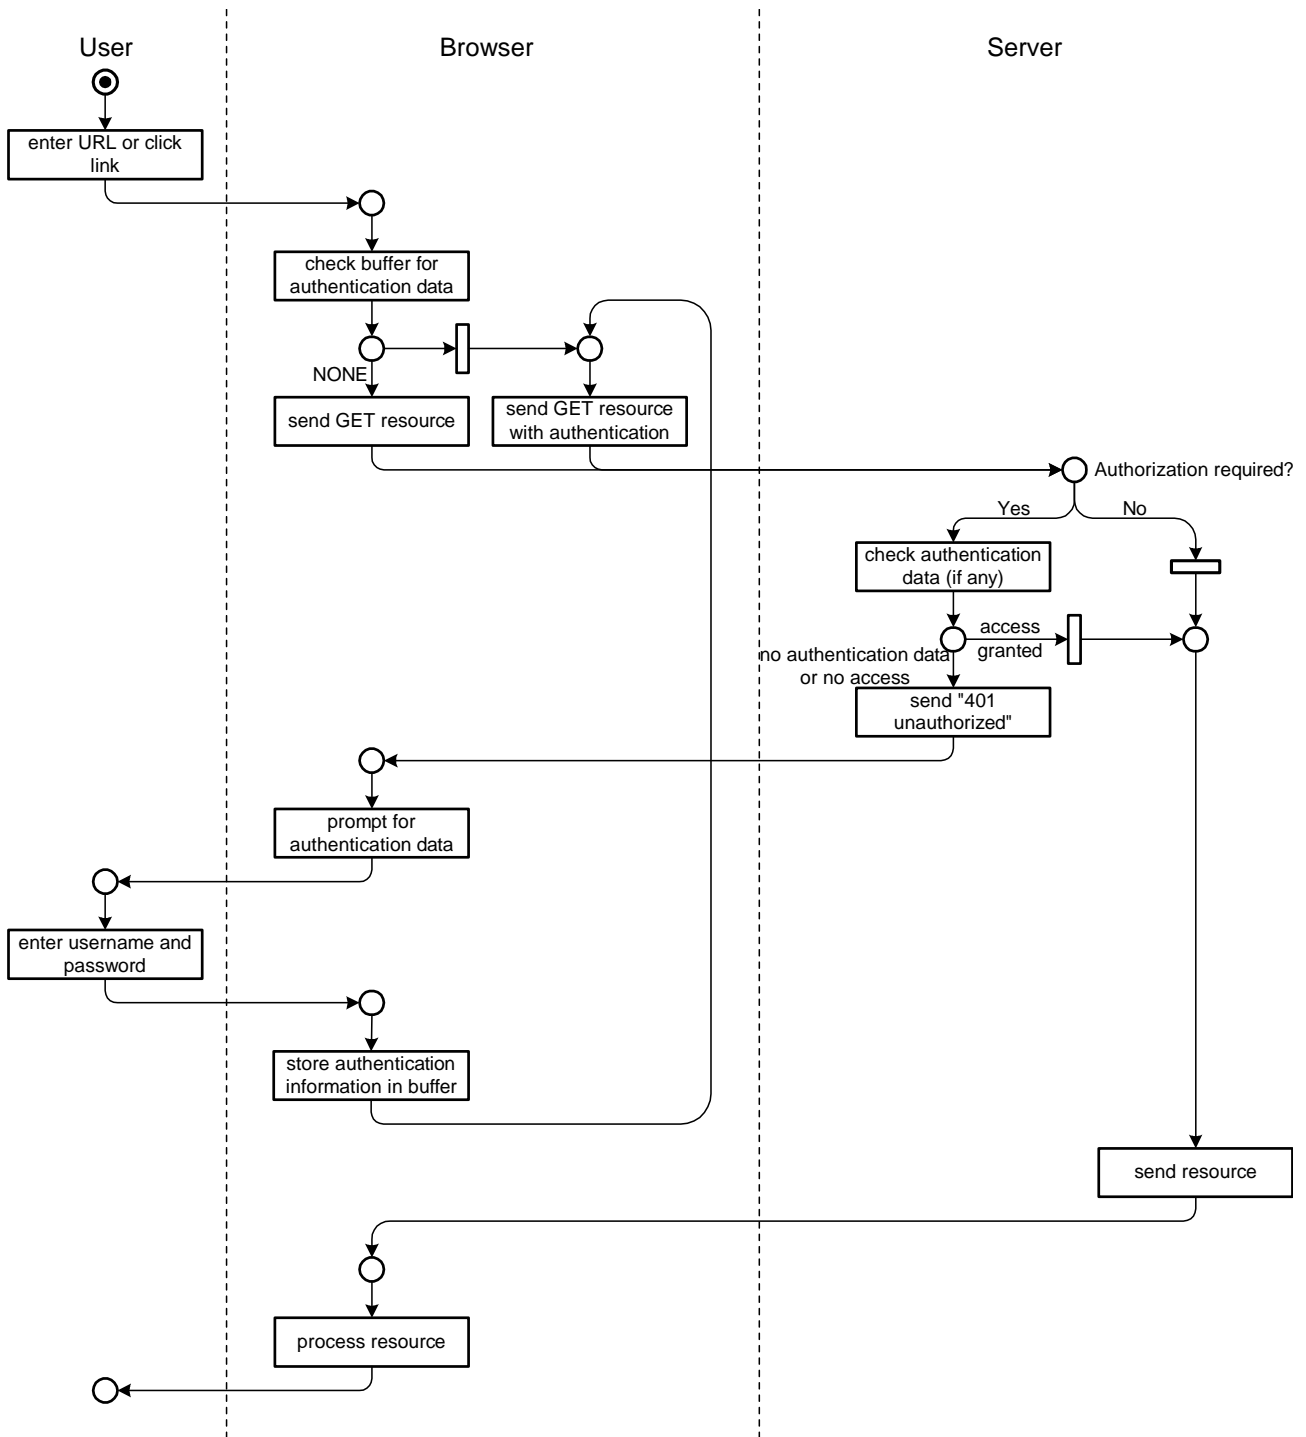 User
Browser
Server
enter URL or click
link
check buffer for
authentication data
NONE
send GET resource
send GET resource
with authentication
Authorization required?
Yes
No
check authentication
data (if any)
access
granted
no authentication data
or no access
send "401
unauthorized"
prompt for
authentication data
enter username and
password
store authentication
information in buffer
send resource
process resource